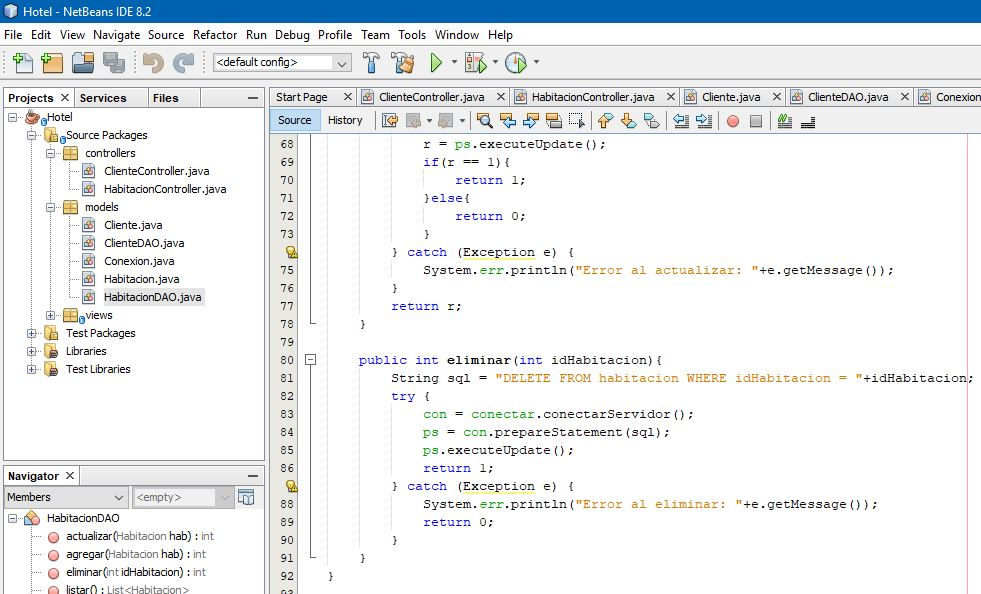 Hotel - NetBeans IDE 8.2
File Edit View Navigate Source Refactor Run Debug Profile Team Tools Window Help
<default config>
Projects Services Files
Start Page ClienteController.java HabitacionController.java Cliente.java ClienteDAO.java Conexion
Source History
Hotel
Source Packages
controllers
ClienteController.java
HabitacionController.java
models
Cliente.java
ClienteDAO.java
Conexion.java
Habitacion.java
HabitacionDAO.java
views
Test Packages
Libraries
Test Libraries
Navigator
Members <empty>
HabitacionDAO
actualizar(Habitacion hab) : int
agregar(Habitacion hab) : int
eliminar(int idHabitacion) : int
listar() : List<Habitacion>
68 r = ps.executeUpdate();
69 if(r == 1){
70 return 1;
71 }else{
72 return 0;
73 }
} catch (Exception e) {
75 System.err.println("Error al actualizar: "+e.getMessage());
76 }
77 return r;
78 }
79
80 public int eliminar(int idHabitacion){
81 String sql = "DELETE FROM habitacion WHERE idHabitacion = "+idHabitacion;
82 try {
83 con = conectar.conectarServidor();
84 ps = con.prepareStatement(sql);
85 ps.executeUpdate();
86 return 1;
} catch (Exception e) {
88 System.err.println("Error al eliminar: "+e.getMessage());
89 return 0;
90 }
91 }
92 }
93